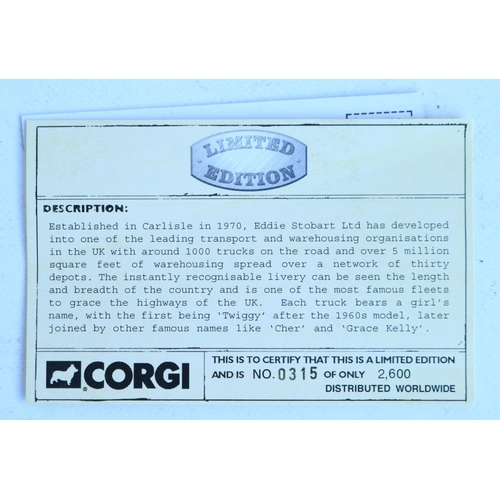 LIMITED
EDITION
DESCRIPTION:
Established in Carlisle in 1970, Eddie Stobart Ltd has developed
into one of the leading transport and warehousing organisations
in the UK with around 1000 trucks on the road and over 5 million
square feet of warehousing spread over a network of thirty
depots. The instantly recognisable livery can be seen the length
and breadth of the country and is one of the most famous fleets
to grace the highways of the UK. Each truck bears a girl's
name, with the first being 'Twiggy' after the 1960s model, later
joined by other famous names like 'Cher' and 'Grace Kelly'.
CORGI
THIS IS TO CERTIFY THAT THIS IS A LIMITED EDITION
AND IS NO. 0315 OF ONLY 2,600
DISTRIBUTED WORLDWIDE